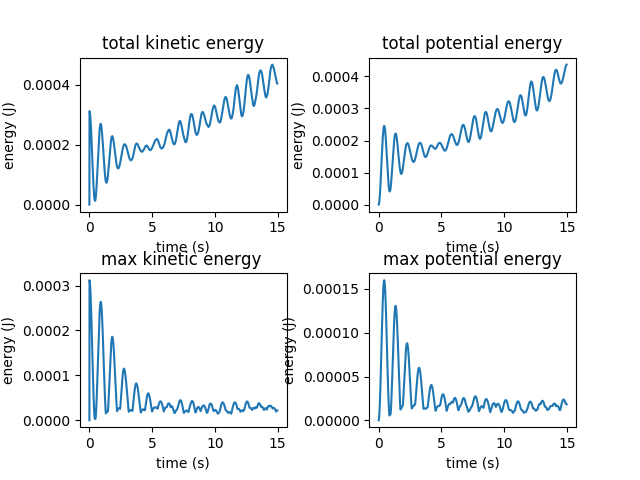 total kinetic energy
energy (J)
0.0004
0.0002
0.0000
0 5 10 15
time (s)
total potential energy
energy (J)
0.0004
0.0003
0.0002
0.0001
0.0000
0 5 10 15
time (s)
max kinetic energy
energy (J)
0.0003
0.0002
0.0001
0.0000
0 5 10 15
time (s)
max potential energy
energy (J)
0.00015
0.00010
0.00005
0.00000
0 5 10 15
time (s)